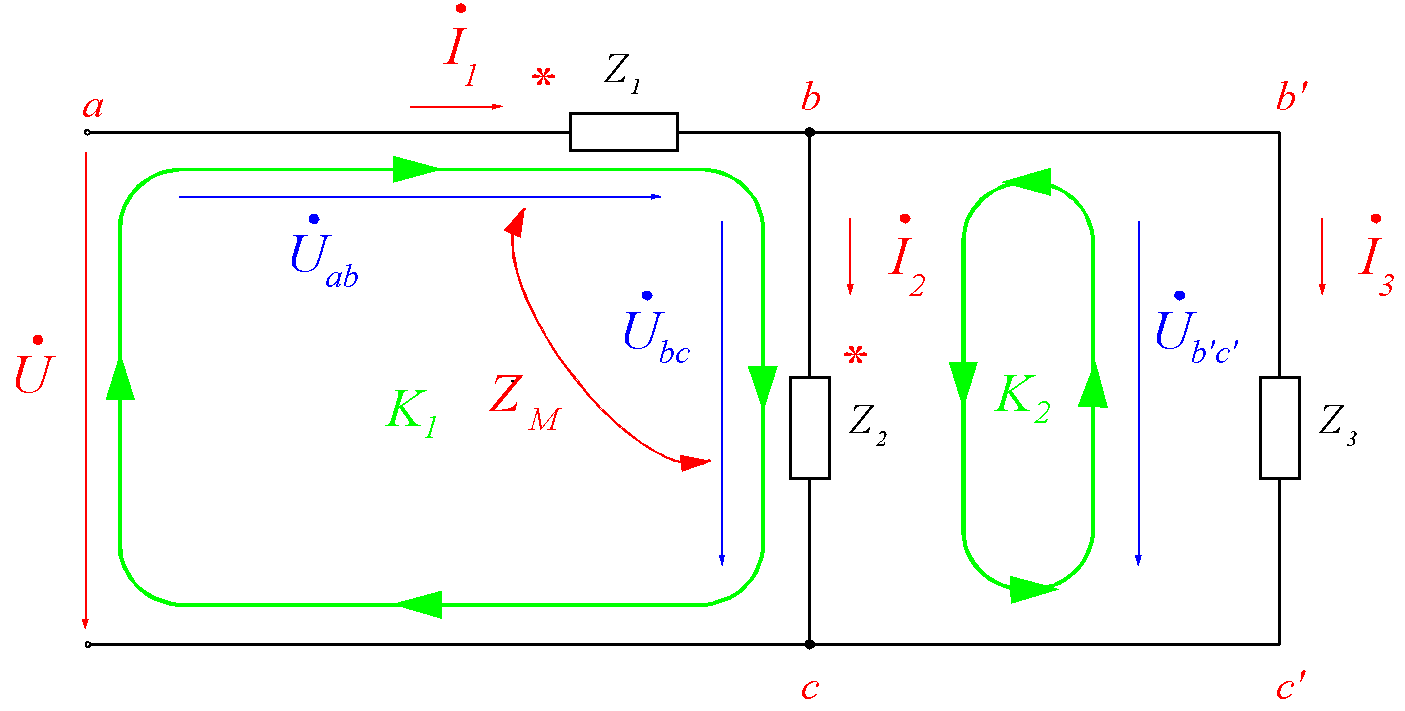 İ₁
* Z₁
a b b'
U̇ab
İ₂ İ₃
U̇bc U̇b'c'
U̇ *
K₁ ZM K₂
Z₂ Z₃
c c'